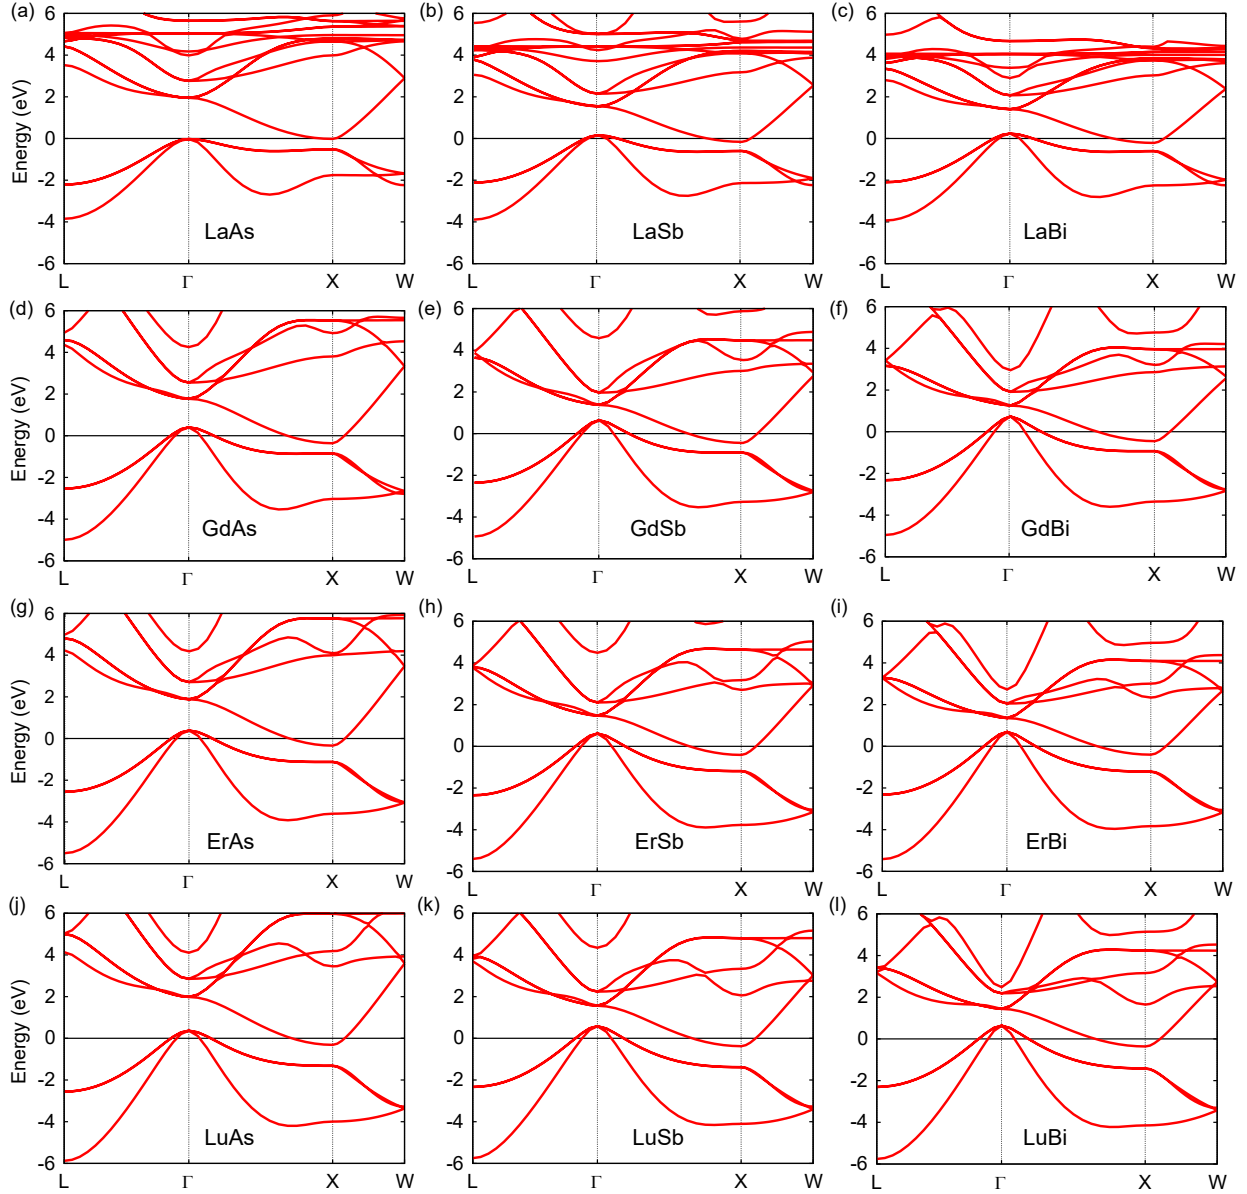 (a) (b) (c)
6 6 6
4 4 4
2 2 2
0 0 0
-2 -2 -2
-4 -4 -4
-6 -6 -6
Energy (eV)
LaAs LaSb LaBi
L Γ X W L Γ X W L Γ X W
(d) (e) (f)
6 6 6
4 4 4
2 2 2
0 0 0
-2 -2 -2
-4 -4 -4
-6 -6 -6
Energy (eV)
GdAs GdSb GdBi
L Γ X W L Γ X W L Γ X W
(g) (h) (i)
6 6 6
4 4 4
2 2 2
0 0 0
-2 -2 -2
-4 -4 -4
-6 -6 -6
Energy (eV)
ErAs ErSb ErBi
L Γ X W L Γ X W L Γ X W
(j) (k) (l)
6 6 6
4 4 4
2 2 2
0 0 0
-2 -2 -2
-4 -4 -4
-6 -6 -6
Energy (eV)
LuAs LuSb LuBi
L Γ X W L Γ X W L Γ X W